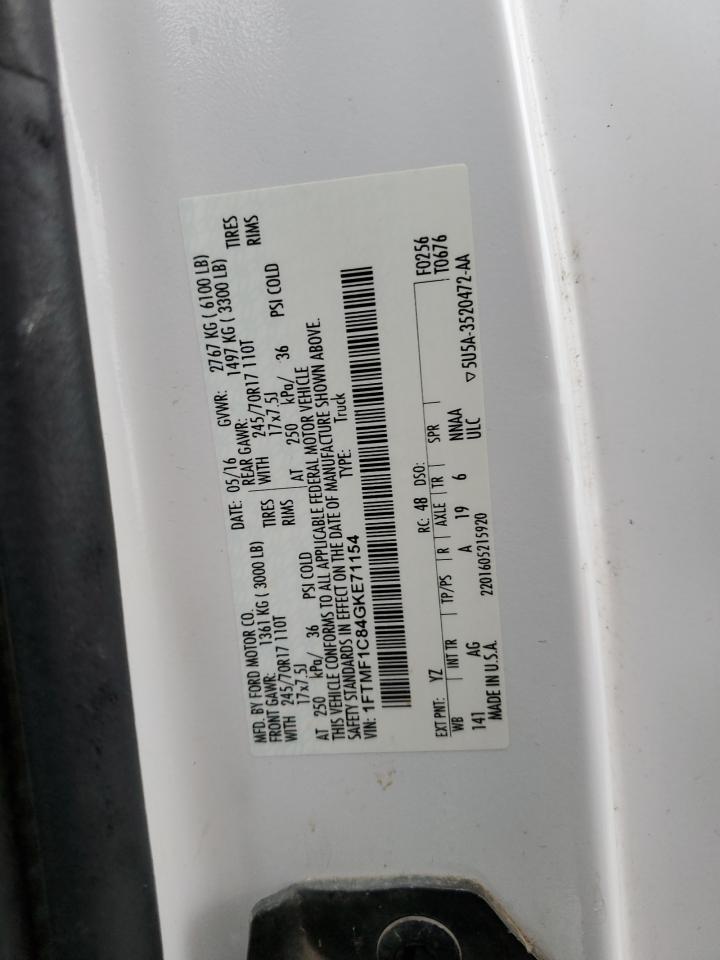 MFD. BY FORD MOTOR CO.
DATE: 05/16 GVWR: 2767 KG ( 6100 LB)
FRONT GAWR: 1361 KG ( 3000 LB)
REAR GAWR: 1497 KG ( 3300 LB)
WITH 245/70R17 110T TIRES
WITH 245/70R17 110T TIRES
17x7.5J RIMS
17x7.5J RIMS
AT 250 kPa/ 36 PSI COLD
AT 250 kPa/ 36 PSI COLD
THIS VEHICLE CONFORMS TO ALL APPLICABLE FEDERAL MOTOR VEHICLE
SAFETY STANDARDS IN EFFECT ON THE DATE OF MANUFACTURE SHOWN ABOVE.
VIN: 1FTMF1C84GKE71154 TYPE: Truck
F0256
T0676
EXT PNT: YZ RC: 48 DSO:
WB INT TR TP/PS R AXLE TR SPR
141 AG A 19 6 NNAA
ULC
MADE IN U.S.A. 2201605215920
▽5U5A-3520472-AA